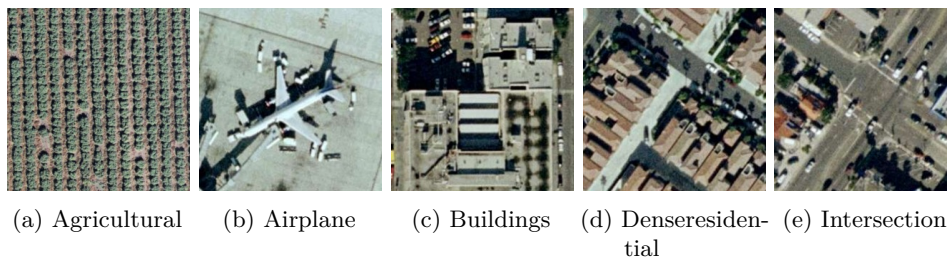 (a) Agricultural
(b) Airplane
(c) Buildings
(d) Denseresiden-
tial
(e) Intersection